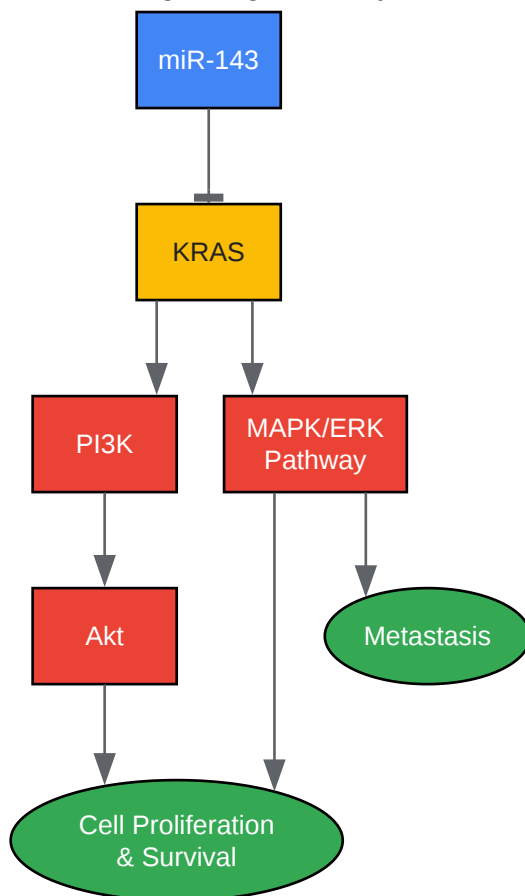 miR-143
KRAS
PI3K
MAPK/ERK
Pathway
Akt
Metastasis
Cell Proliferation
& Survival